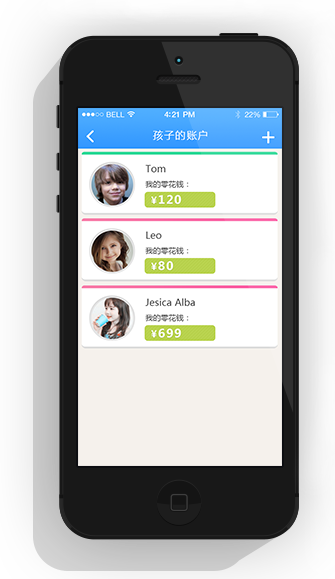 BELL 4:21 PM 22%
孩子的账户
Tom
我的零花钱：
¥120
Leo
我的零花钱：
¥80
Jesica Alba
我的零花钱：
¥699